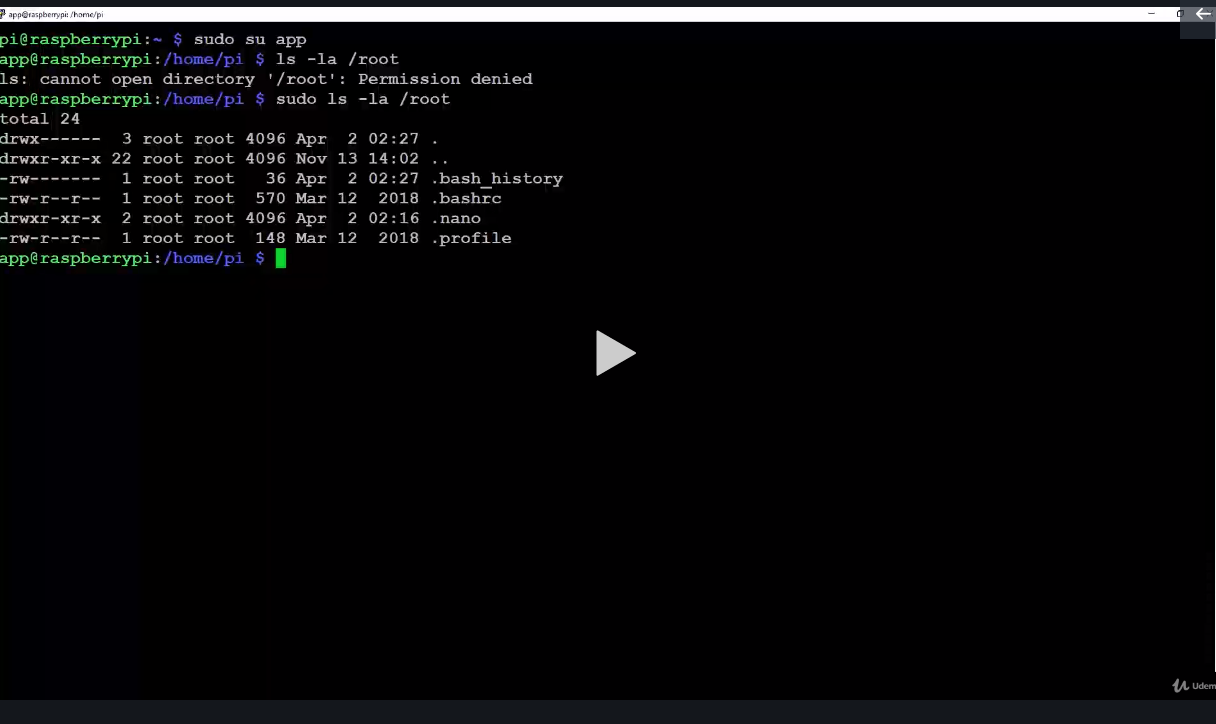 app@raspberrypi: /home/pi
pi@raspberrypi:~ $ sudo su app
app@raspberrypi:/home/pi $ ls -la /root
ls: cannot open directory '/root': Permission denied
app@raspberrypi:/home/pi $ sudo ls -la /root
total 24
drwx------  3 root root 4096 Apr  2 02:27 .
drwxr-xr-x 22 root root 4096 Nov 13 14:02 ..
-rw-------  1 root root   36 Apr  2 02:27 .bash_history
-rw-r--r--  1 root root  570 Mar 12  2018 .bashrc
drwxr-xr-x  2 root root 4096 Apr  2 02:16 .nano
-rw-r--r--  1 root root  148 Mar 12  2018 .profile
app@raspberrypi:/home/pi $
Udem